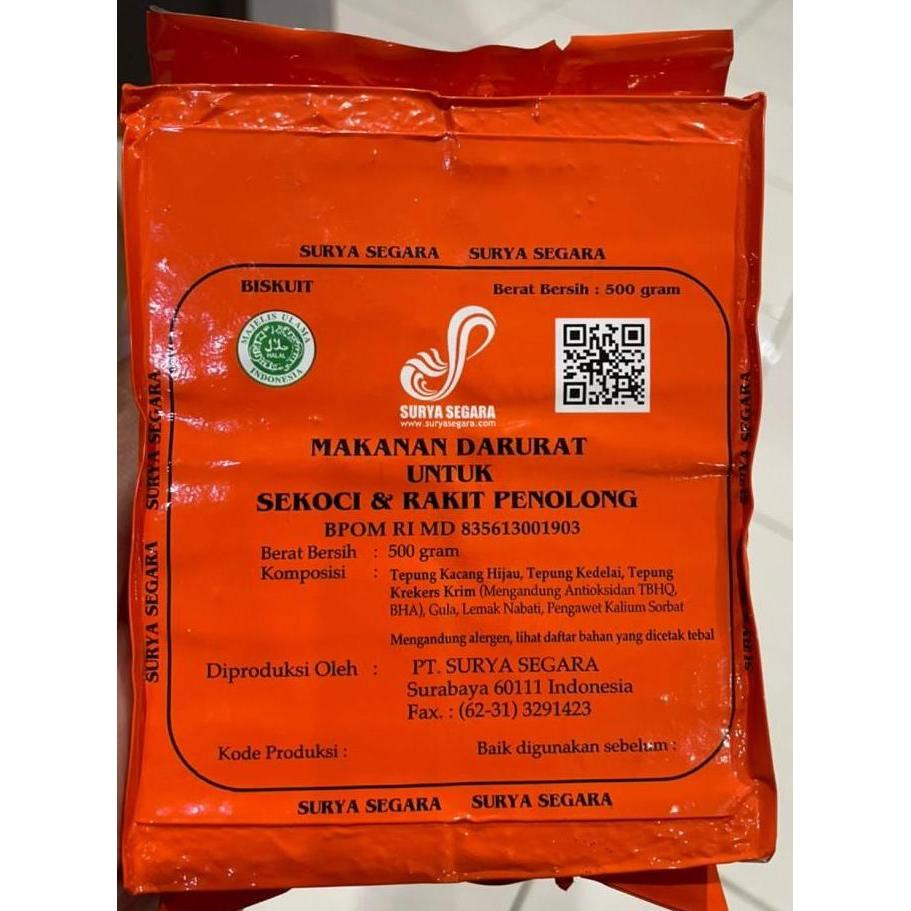 SURYA SEGARA SURYA SEGARA
BISKUIT Berat Bersih : 500 gram
MAJELIS ULAMA
حلال
HALAL
INDONESIA
SURYA SEGARA
www.suryasegara.com
MAKANAN DARURAT
UNTUK
SEKOCI & RAKIT PENOLONG
BPOM RI MD 835613001903
Berat Bersih : 500 gram
Komposisi : Tepung Kacang Hijau, Tepung Kedelai, Tepung
Krekers Krim (Mengandung Antioksidan TBHQ,
BHA), Gula, Lemak Nabati, Pengawet Kalium Sorbat
Mengandung alergen, lihat daftar bahan yang dicetak tebal
Diproduksi Oleh : PT. SURYA SEGARA
Surabaya 60111 Indonesia
Fax. : (62-31) 3291423
Kode Produksi : Baik digunakan sebelum :
SURYA SEGARA SURYA SEGARA
SURYA SEGARA SURYA SEGARA
SURYA SEGARA SURYA SEGARA